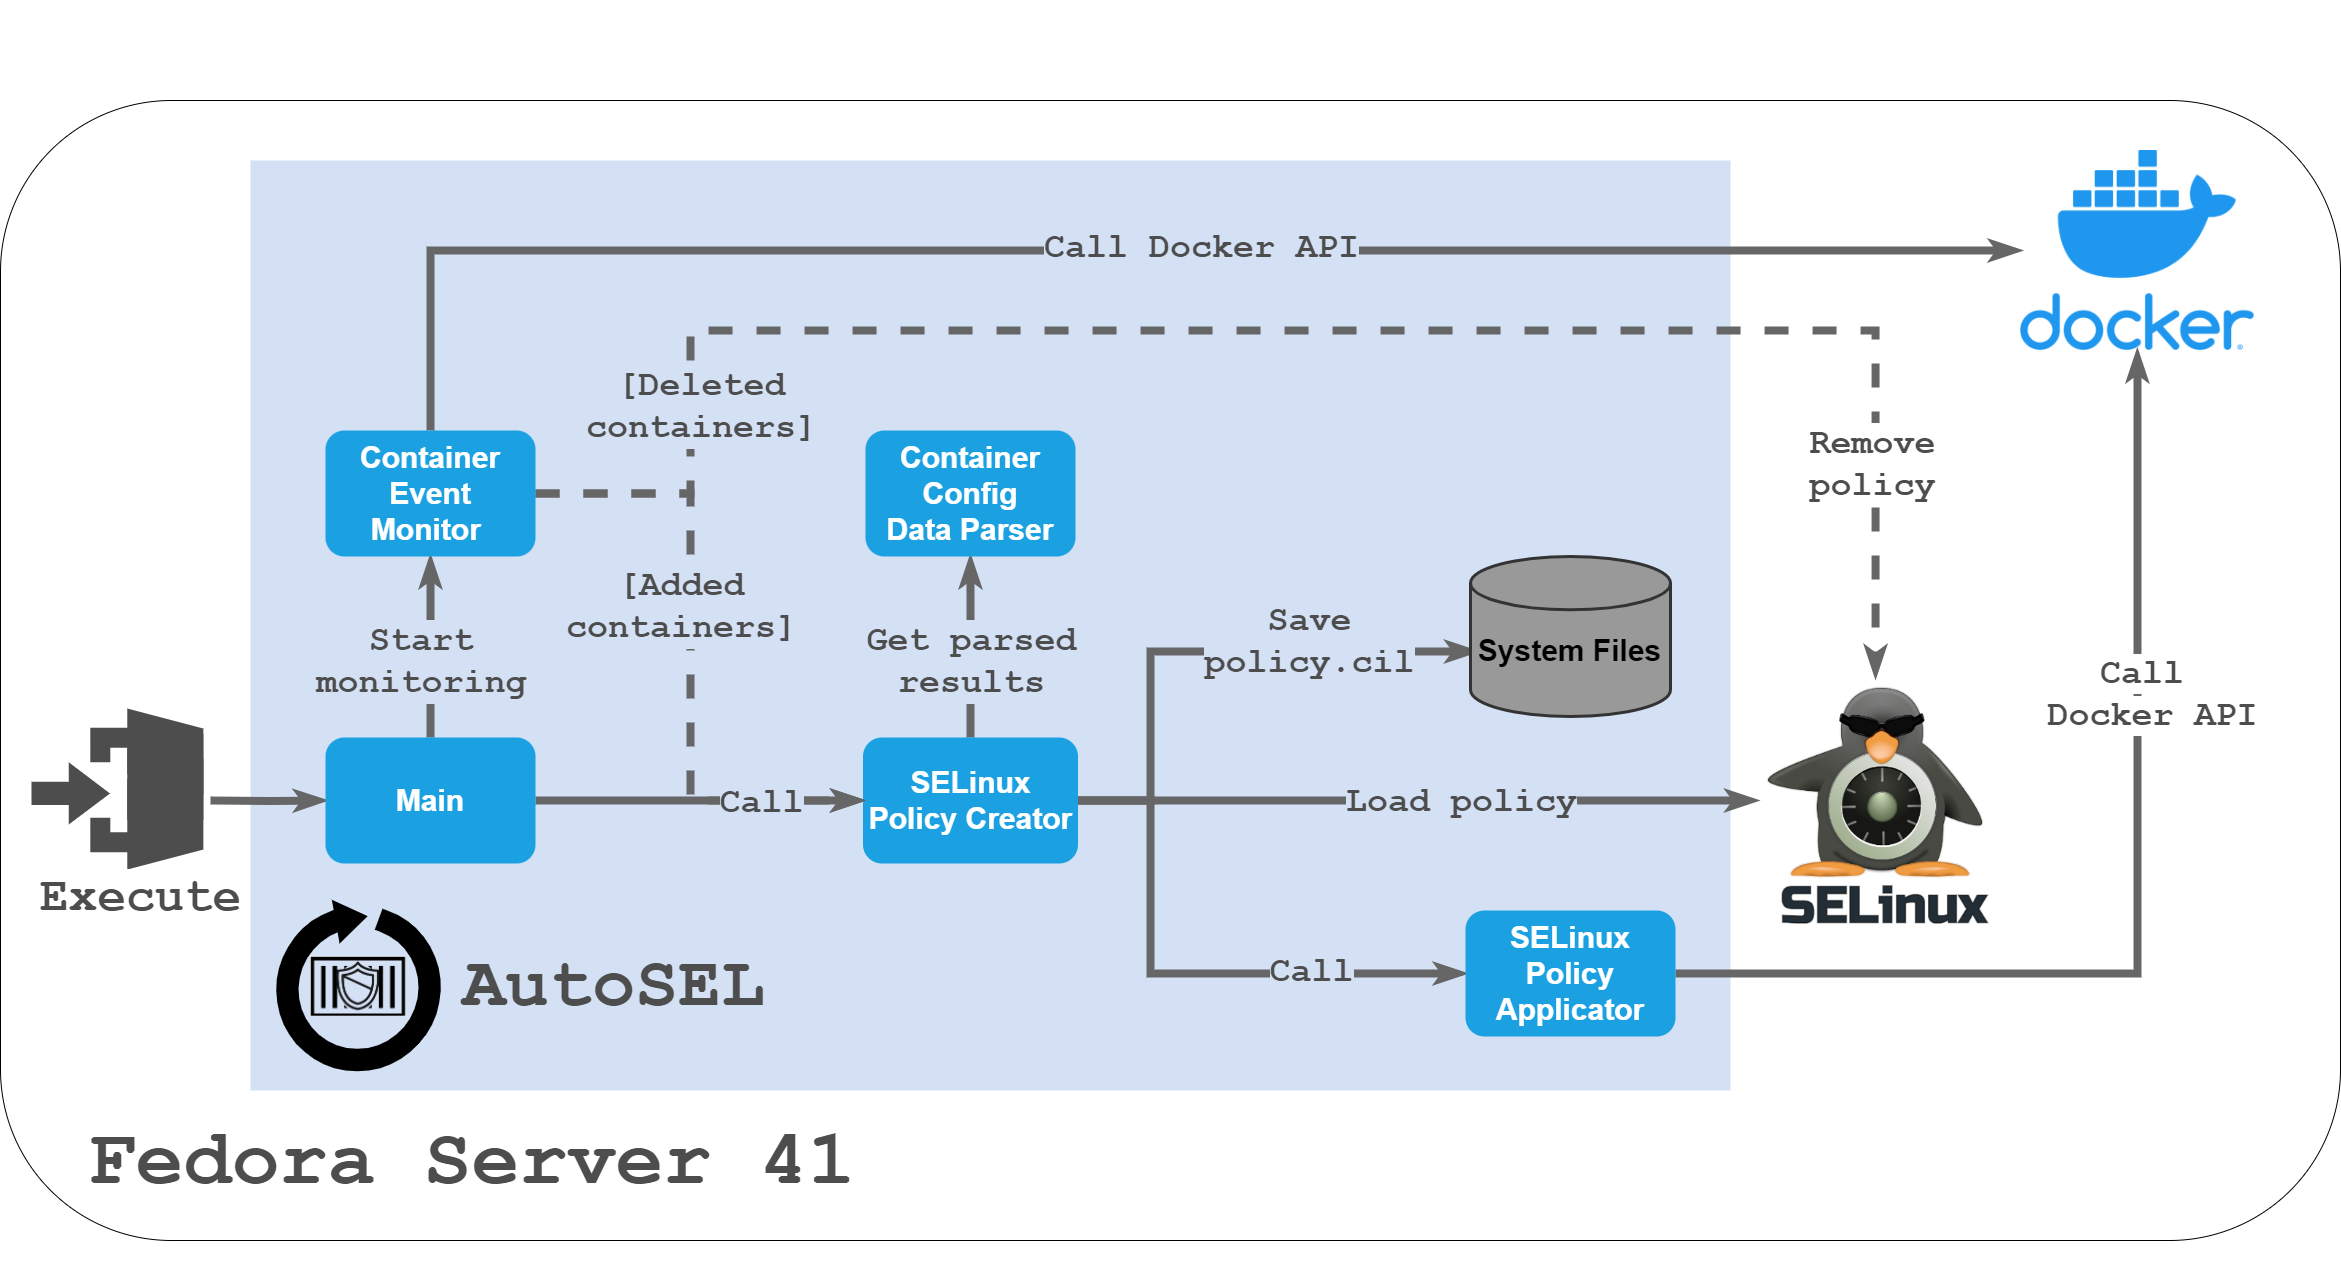 Call Docker API
docker
[Deleted
containers]
Container
Event
Monitor
Container
Config
Data Parser
Remove
policy
[Added
containers]
Start
monitoring
Get parsed
results
Save
policy.cil
System Files
Call
Docker API
Execute
Main
Call
SELinux
Policy Creator
Load policy
SELinux
Call
SELinux
Policy
Applicator
AutoSEL
Fedora Server 41